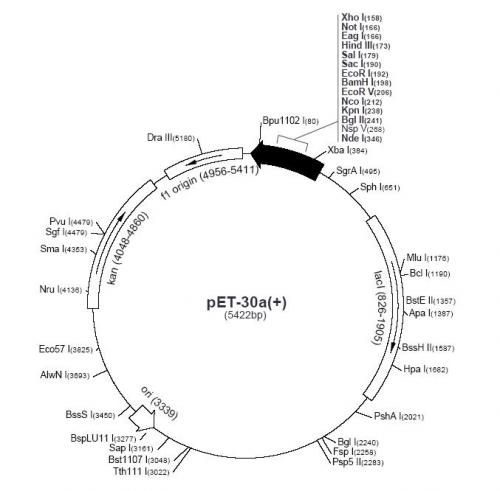 Xho I(158)
Not I(166)
Eag I(166)
Hind III(173)
Sal I(179)
Sac I(190)
EcoR I(192)
BamH I(198)
EcoR V(206)
Nco I(212)
Kpn I(238)
Bgl II(241)
Nsp V(268)
Nde I(346)
Bpu1102 I(80)
Dra III(5180)
Xba I(384)
SgrA I(495)
Sph I(651)
f1 origin (4956-5411)
Pvu I(4479)
Sgf I(4479)
Sma I(4353)
kan (4048-4860)
Nru I(4136)
Mlu I(1176)
Bcl I(1190)
lacI (826-1905)
BstE II(1357)
Apa I(1387)
pET-30a(+)
(5422bp)
BssH II(1587)
Hpa I(1682)
Eco57 I(3825)
AlwN I(3693)
ori (3339)
BssS I(3450)
PshA I(2021)
BspLU11 I(3277)
Sap I(3161)
Bst1107 I(3048)
Tth111 I(3022)
Bgl I(2240)
Fsp I(2258)
Psp5 II(2283)